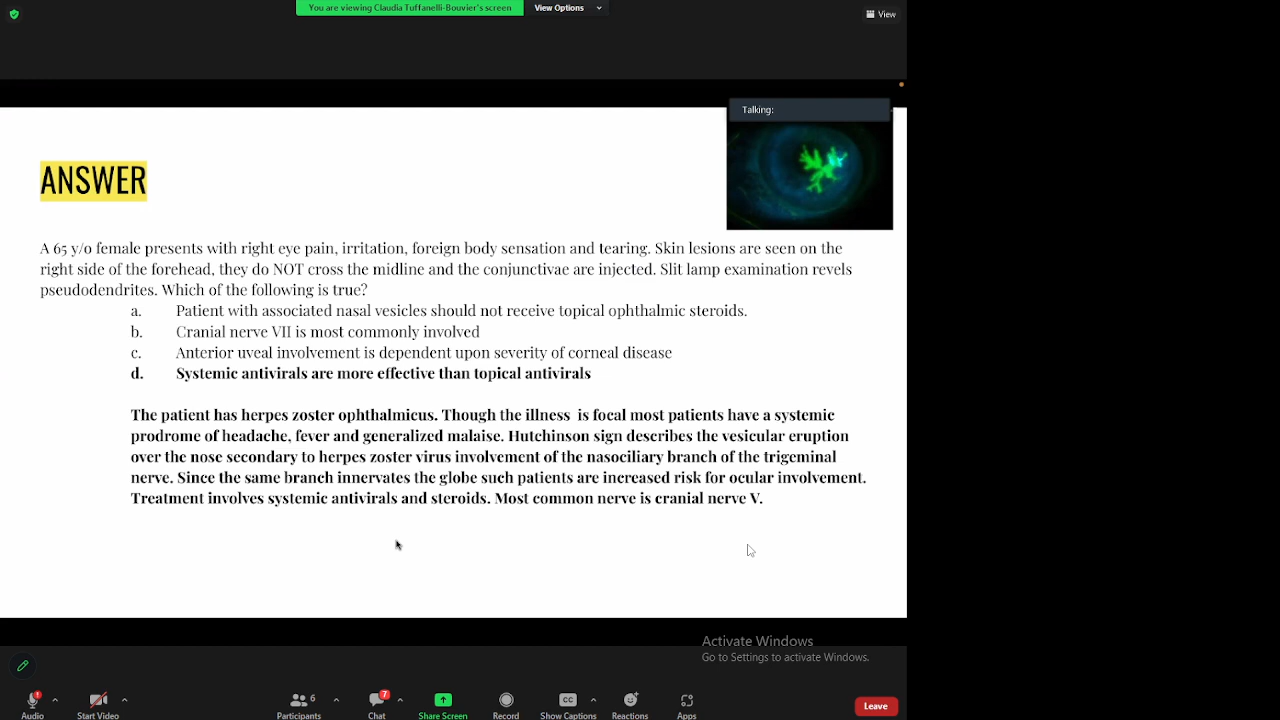 You are viewing Claudia Tuffanelli-Bouvier's screen
View Options
View
Talking:
ANSWER
A 65 y/o female presents with right eye pain, irritation, foreign body sensation and tearing. Skin lesions are seen on the
right side of the forehead, they do NOT cross the midline and the conjunctivae are injected. Slit lamp examination revels
pseudodendrites. Which of the following is true?
a. Patient with associated nasal vesicles should not receive topical ophthalmic steroids.
b. Cranial nerve VII is most commonly involved
c. Anterior uveal involvement is dependent upon severity of corneal disease
d. Systemic antivirals are more effective than topical antivirals
The patient has herpes zoster ophthalmicus. Though the illness is focal most patients have a systemic
prodrome of headache, fever and generalized malaise. Hutchinson sign describes the vesicular eruption
over the nose secondary to herpes zoster virus involvement of the nasociliary branch of the trigeminal
nerve. Since the same branch innervates the globe such patients are increased risk for ocular involvement.
Treatment involves systemic antivirals and steroids. Most common nerve is cranial nerve V.
Activate Windows
Go to Settings to activate Windows.
6
7
CC
Audio
Start Video
Participants
Chat
Share Screen
Record
Show Captions
Reactions
Apps
Leave